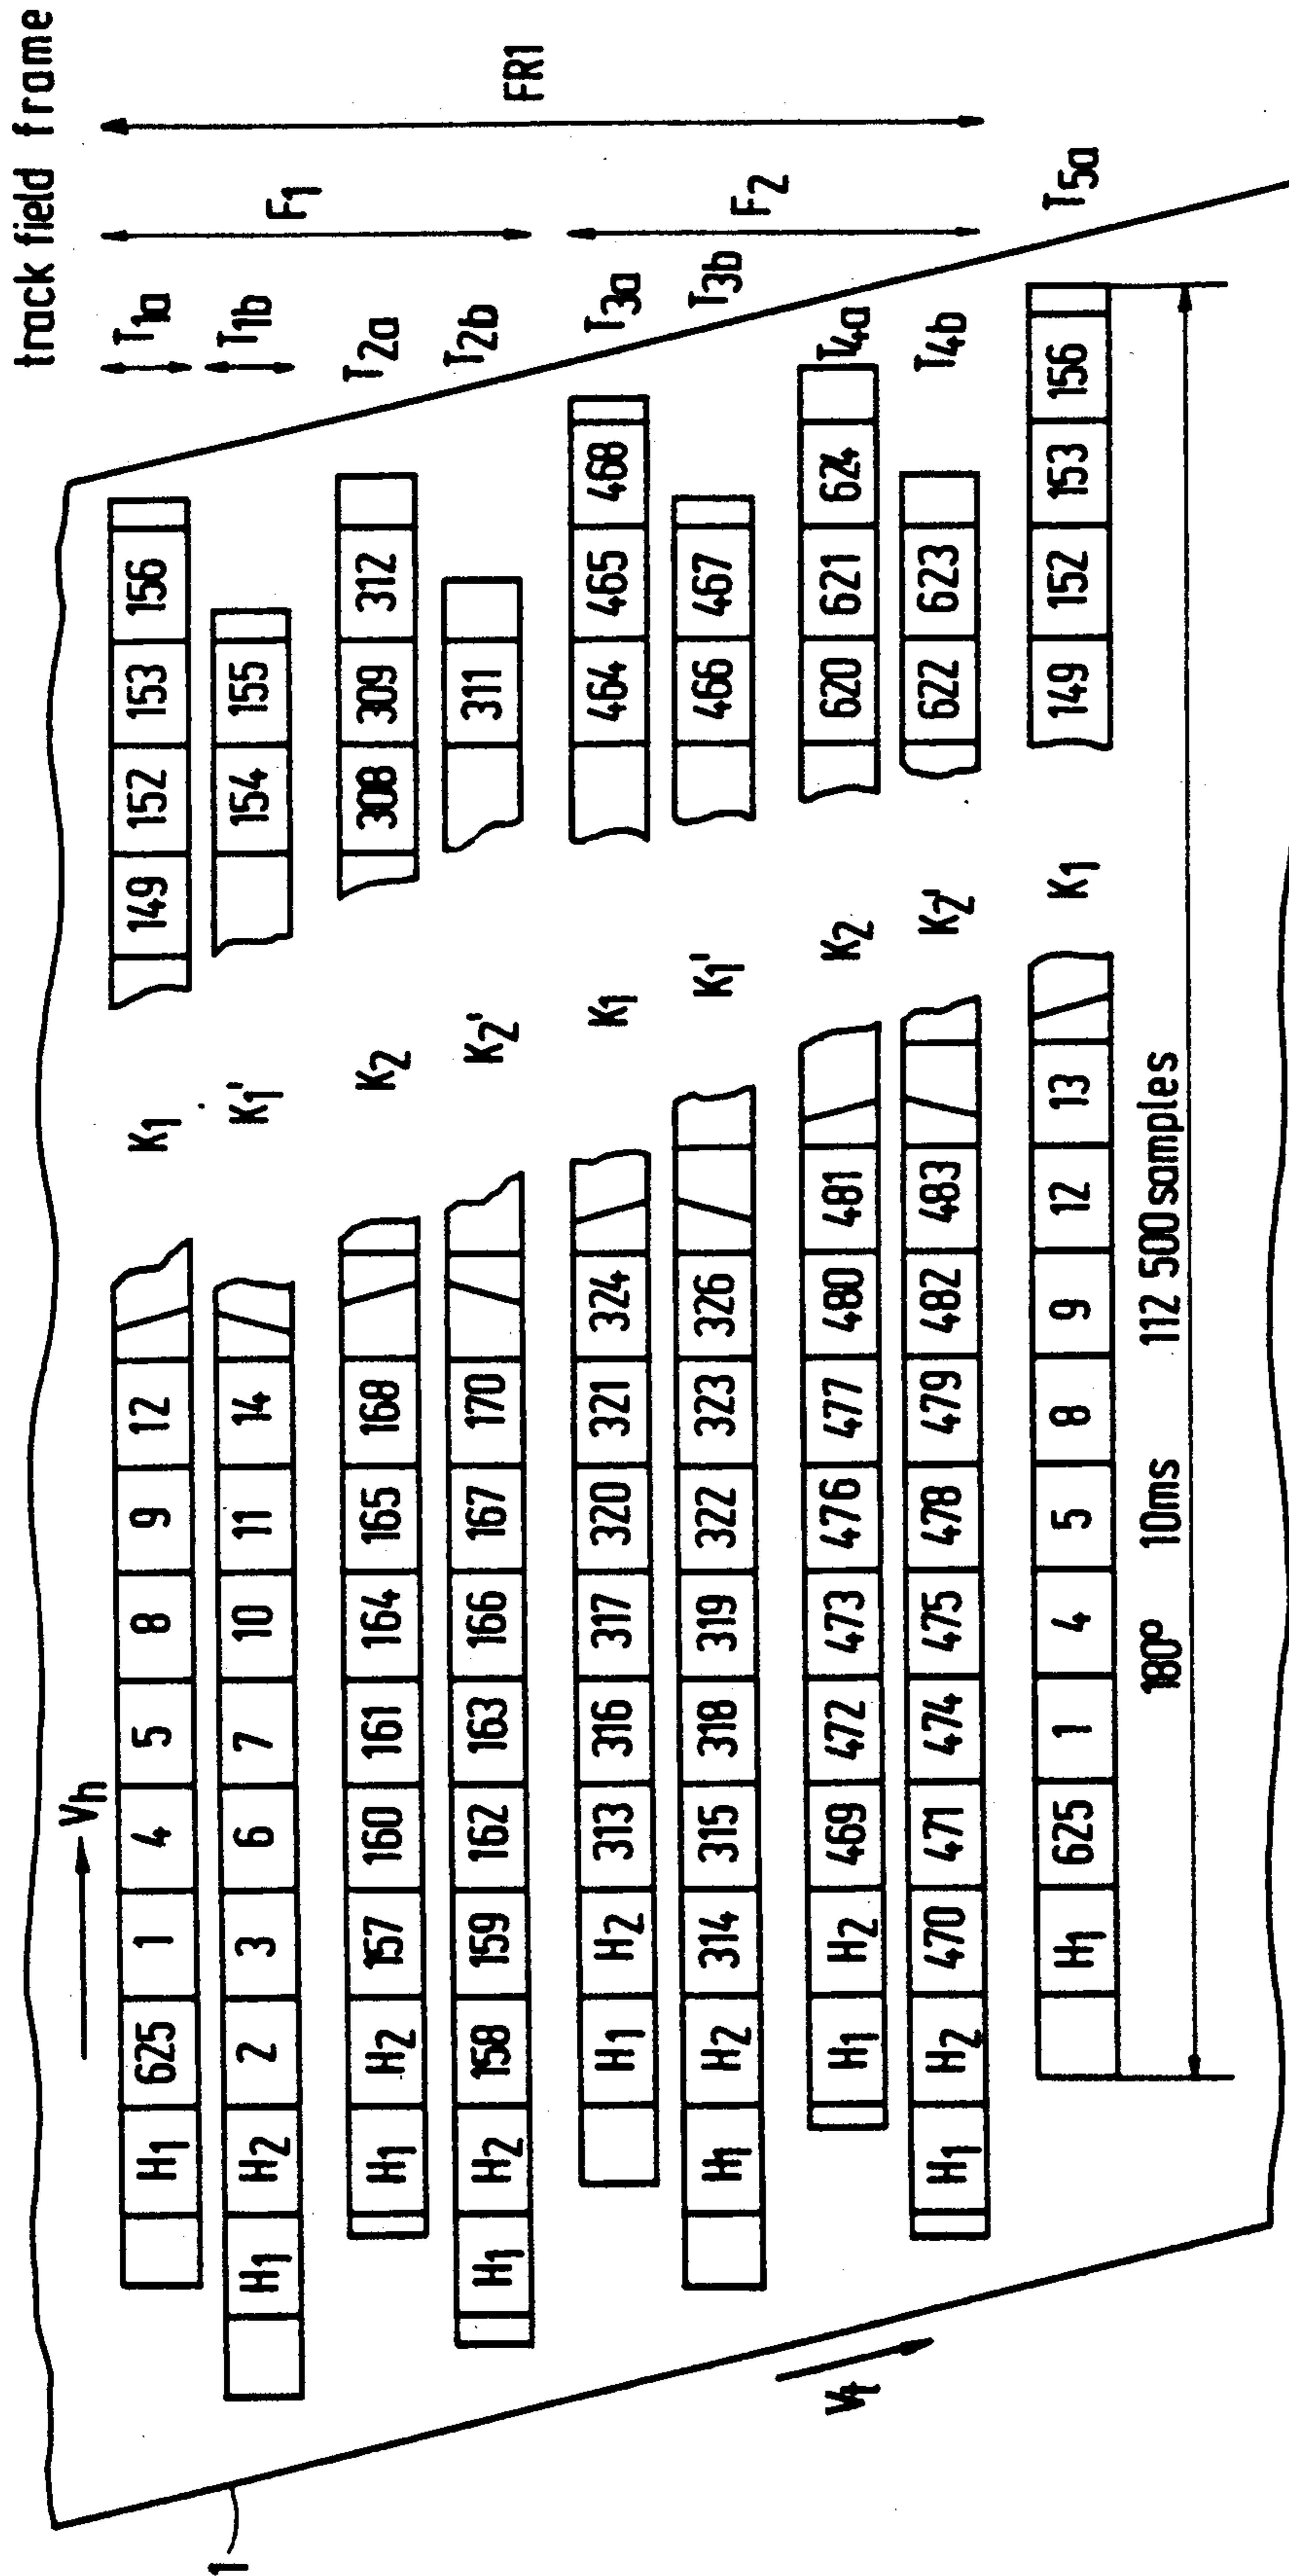 track field frame
T1a
T1b
T2a
T2b
T3a
T3b
T4a
T4b
T5a
F1
F2
FR1
Vh
H1 625 1 4 5 8 9 12 K1 149 152 153 156
H1 H2 2 3 6 7 10 11 14 K1' 154 155
H1 H2 157 160 161 164 165 168 K2 308 309 312
H1 H2 158 159 162 163 166 167 170 K2' 311
H1 H2 313 316 317 320 321 324 K1 464 465 468
H1 H2 314 315 318 319 322 323 326 K1' 466 467
H1 H2 469 472 473 476 477 480 481 K2 620 621 624
H1 H2 470 471 474 475 478 479 482 483 K2' 622 623
H1 625 1 4 5 8 9 12 13 K1 149 152 153 156
180° 10ms 112 500 samples
Vt
1